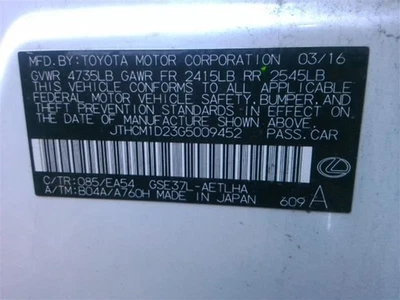 MFD.BY:TOYOTA MOTOR CORPORATION 03/16
GVWR 4735LB GAWR FR 2415LB RR 2545LB
THIS VEHICLE CONFORMS TO ALL APPLICABLE
FEDERAL MOTOR VEHICLE SAFETY,BUMPER,AND
THEFT PREVENTION STANDARDS IN EFFECT ON
THE DATE OF MANUFACTURE SHOWN ABOVE.
JTHCM1D23G5009452 PASS.CAR
C/TR:085/EA54 GSE37L-AETLHA
A/TM:B04A/A760H MADE IN JAPAN 609 A